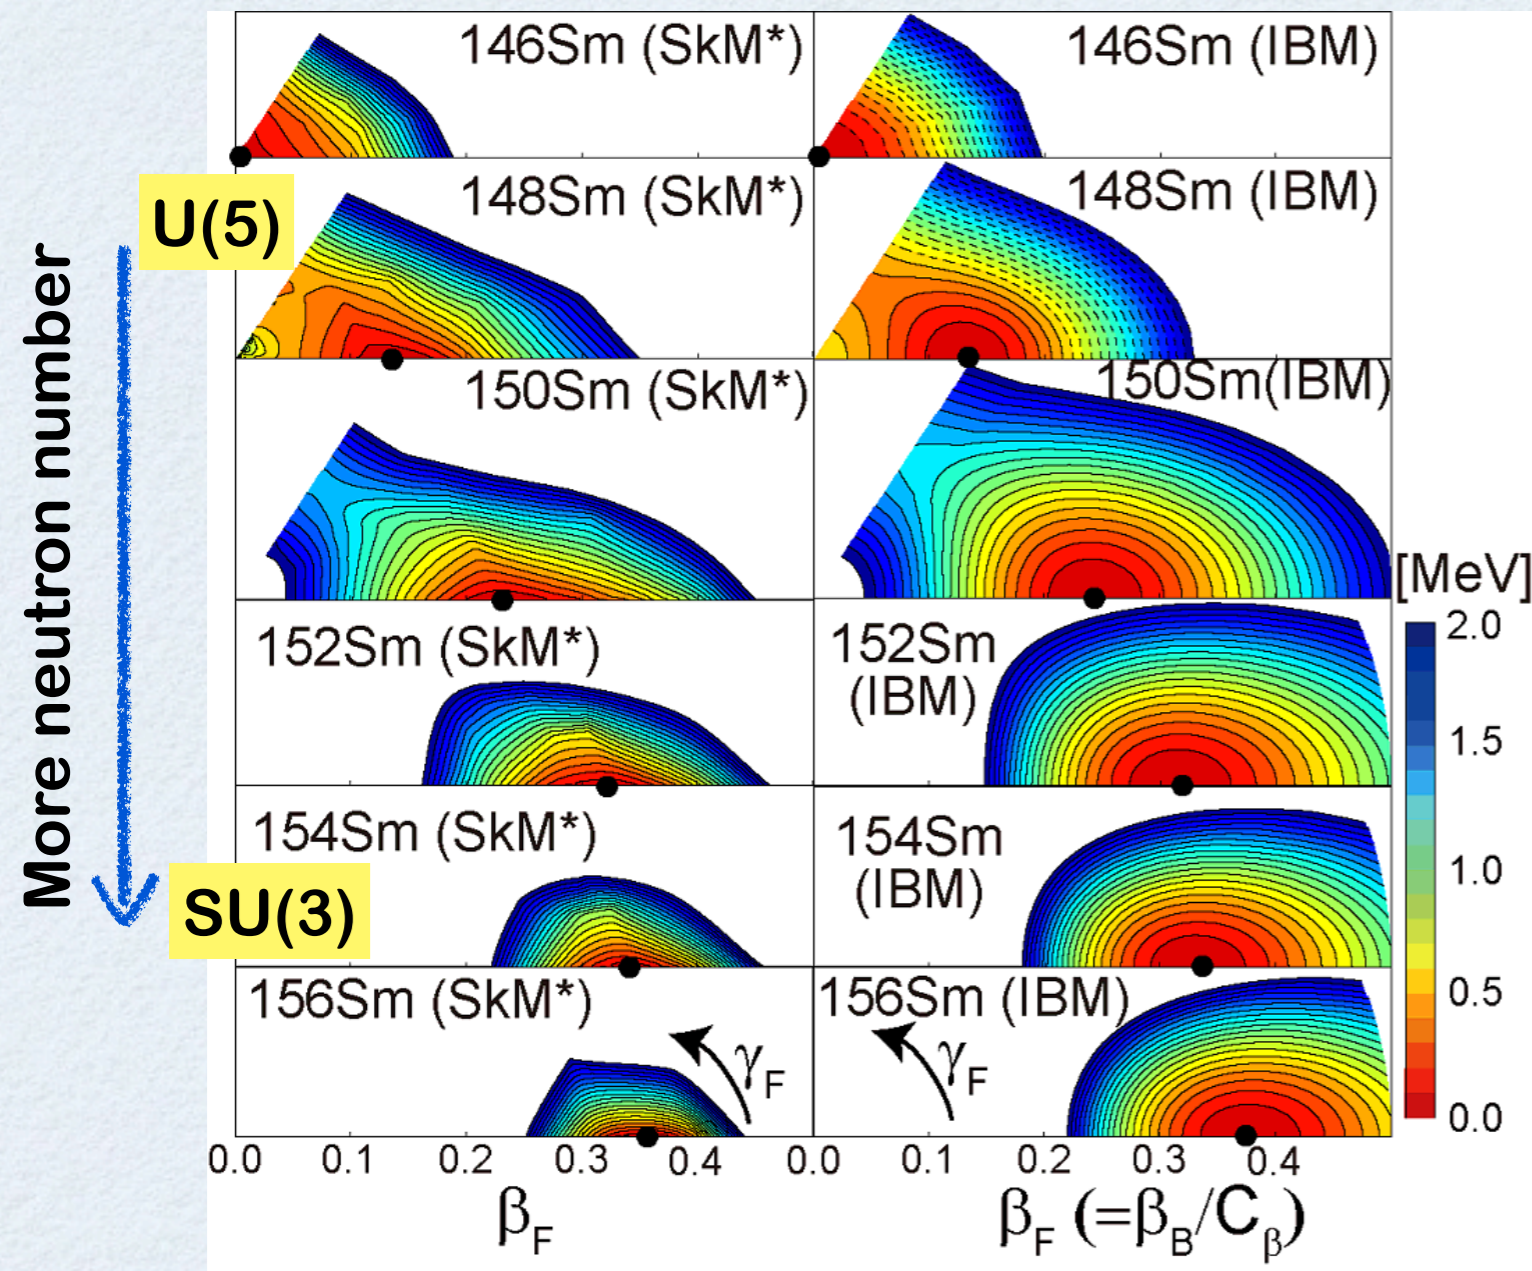 146Sm (SkM*)
146Sm (IBM)
U(5)
148Sm (SkM*)
148Sm (IBM)
More neutron number
150Sm (SkM*)
150Sm(IBM)
[MeV]
152Sm (SkM*)
152Sm
(IBM)
2.0
1.5
1.0
0.5
0.0
154Sm (SkM*)
154Sm
(IBM)
SU(3)
156Sm (SkM*)
γF
156Sm (IBM)
γF
0.0 0.1 0.2 0.3 0.4 0.0 0.1 0.2 0.3 0.4
βF
βF (=βB/Cβ)